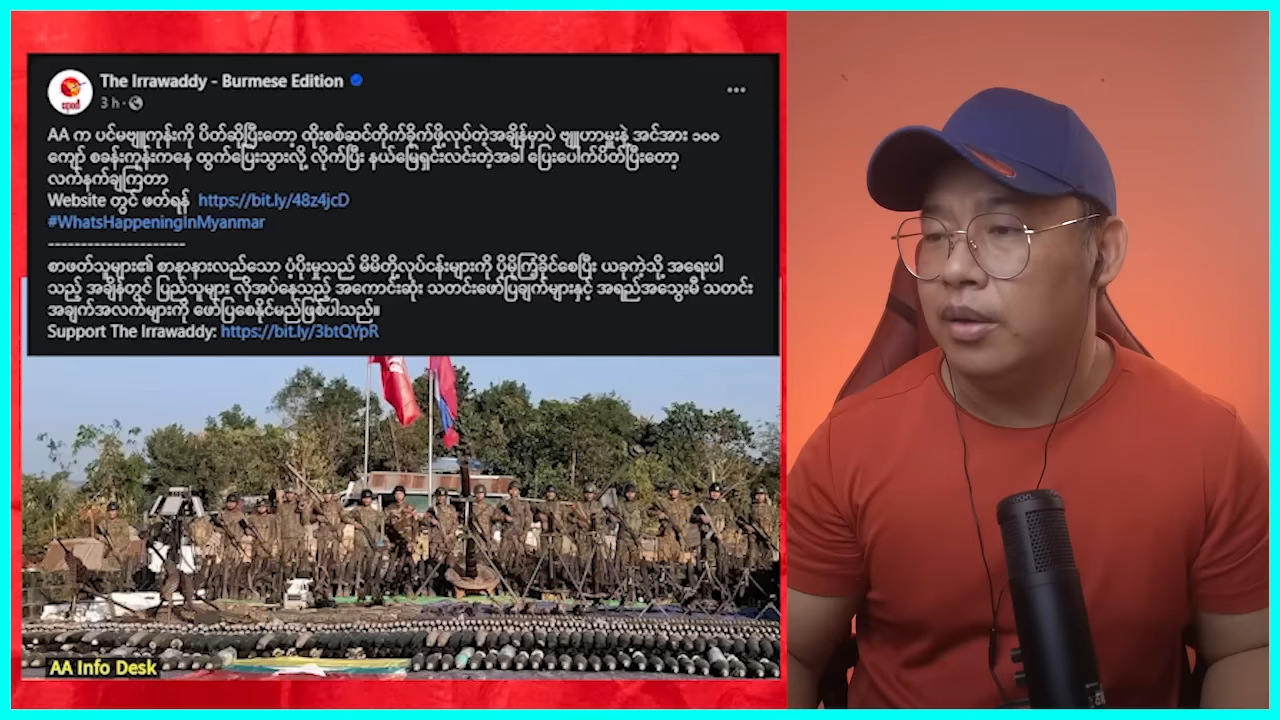 The Irrawaddy - Burmese Edition
3 h
AA က ပင်မဗျူကုန်းကို ပိတ်ဆို့ပြီးတော့ ထိုးစစ်ဆင်တိုက်ခိုက်ဖို့လုပ်တဲ့အချိန်မှာပဲ ဗျူဟာမှူးနဲ့ အင်အား ၁၀၀
ကျော် စခန်းကုန်းကနေ ထွက်ပြေးသွားလို့ လိုက်ပြီး နယ်မြေရှင်းလင်းတဲ့အခါ ပြေးပေါက်ပိတ်ပြီးတော့
လက်နက်ချကြတာ
Website တွင် ဖတ်ရန် https://bit.ly/48z4jcD
#WhatsHappeningInMyanmar
----------------------
စာဖတ်သူများ၏ စာနာနားလည်သော ပံ့ပိုးမှုသည် မိမိတို့လုပ်ငန်းများကို ပိုမိုကြံ့ခိုင်စေပြီး ယခုကဲ့သို့ အရေးပါ
သည့် အချိန်တွင် ပြည်သူများ လိုအပ်နေသည့် အကောင်းဆုံး သတင်းဖော်ပြချက်များနှင့် အရည်အသွေးမီ သတင်း
အချက်အလက်များကို ဖော်ပြစေနိုင်မည်ဖြစ်ပါသည်။
Support The Irrawaddy: https://bit.ly/3btQYpR
AA Info Desk